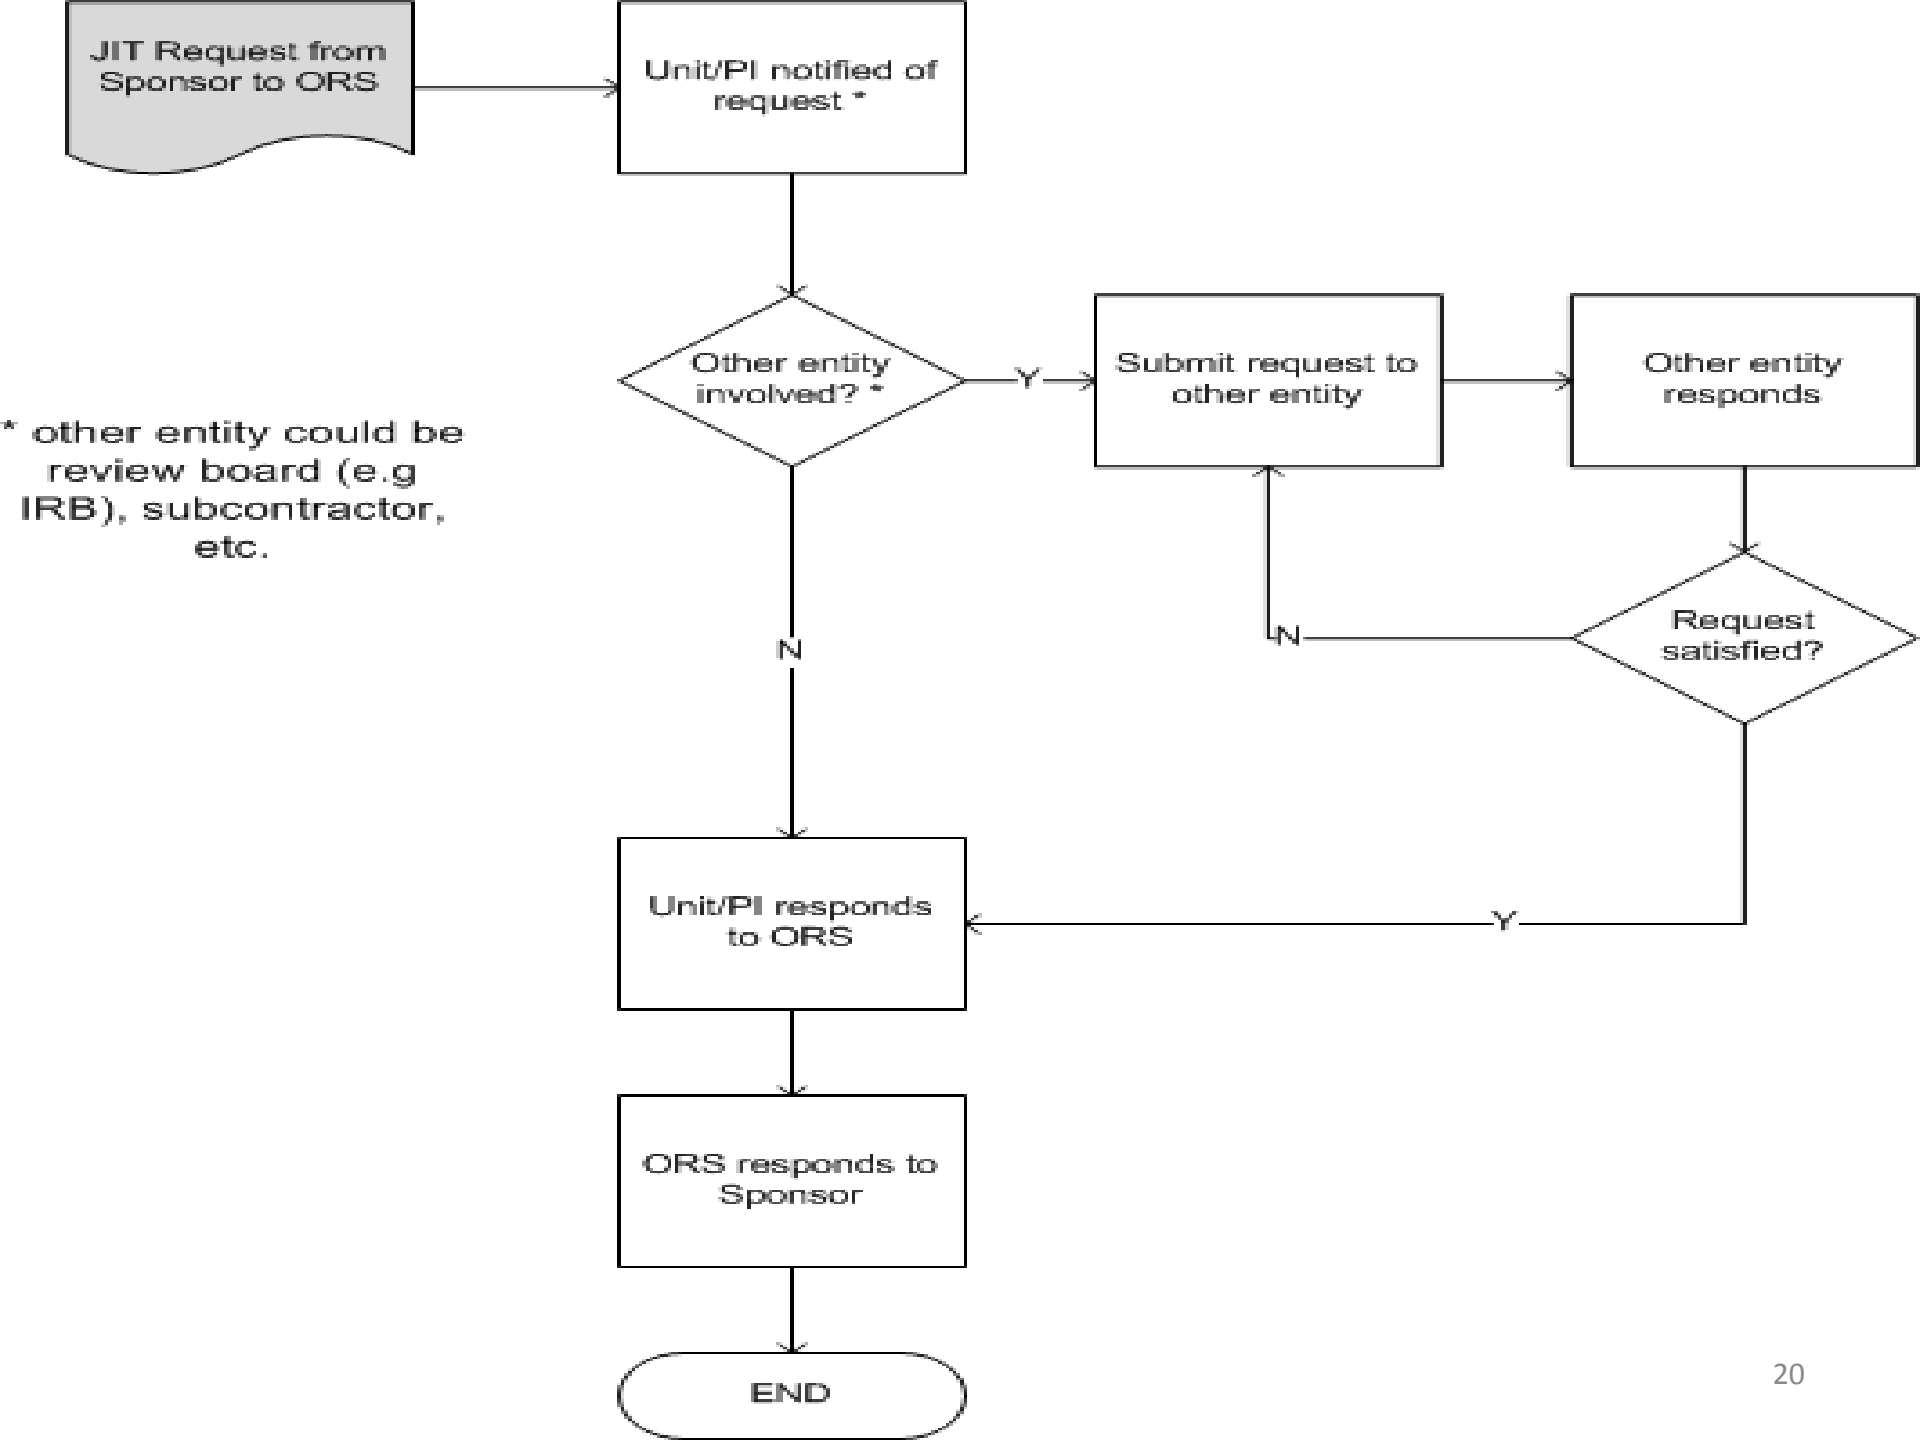 JIT Request from
Sponsor to ORS
Unit/PI notified of
request *
Other entity
involved? *
Y
Submit request to
other entity
Other entity
responds
* other entity could be
review board (e.g
IRB), subcontractor,
etc.
N
N
Request
satisfied?
Unit/PI responds
to ORS
Y
ORS responds to
Sponsor
END
20